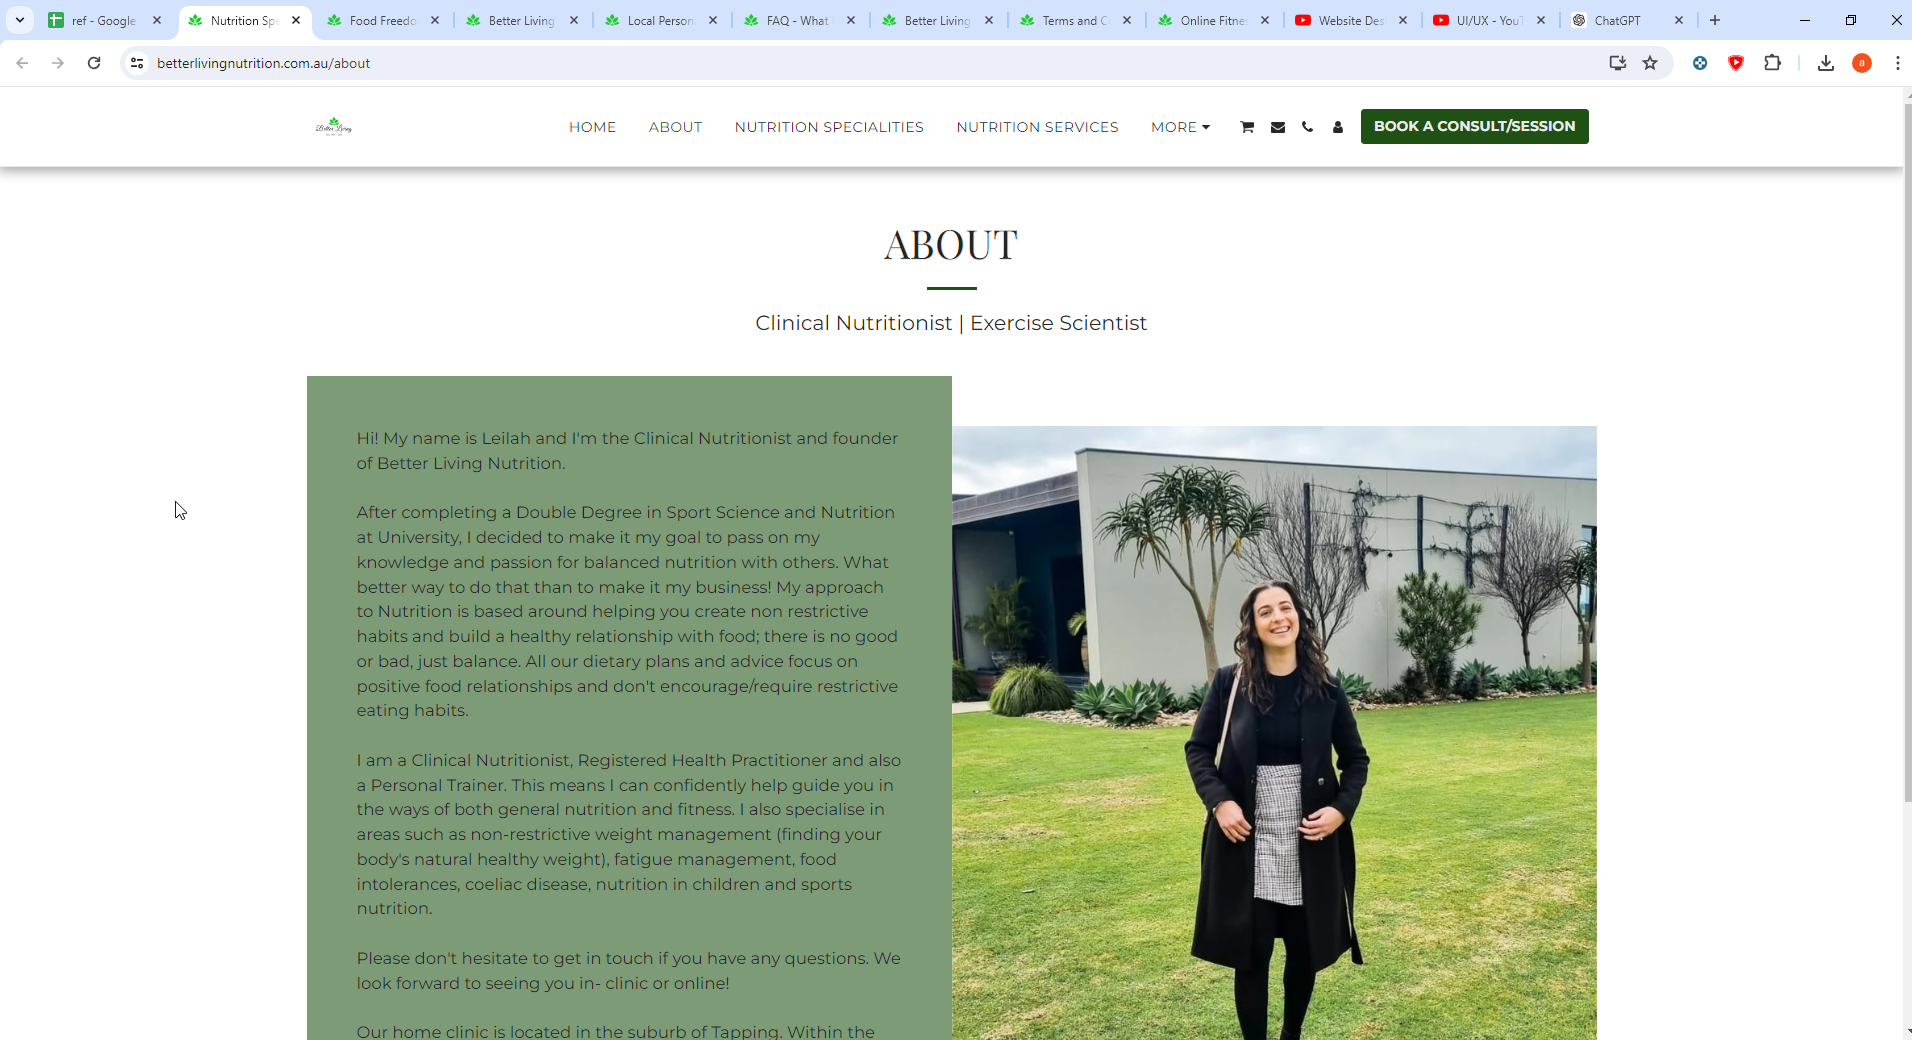 ref - Google
Nutrition Spe
Food Freedo
Better Living
Local Person
FAQ - What
Better Living
Terms and C
Online Fitne
Website Des
UI/UX - YouT
ChatGPT
betterlivingnutrition.com.au/about
a
Better Living
HOME
ABOUT
NUTRITION SPECIALITIES
NUTRITION SERVICES
MORE
BOOK A CONSULT/SESSION
ABOUT
Clinical Nutritionist | Exercise Scientist
Hi! My name is Leilah and I'm the Clinical Nutritionist and founder
of Better Living Nutrition.
After completing a Double Degree in Sport Science and Nutrition
at University, I decided to make it my goal to pass on my
knowledge and passion for balanced nutrition with others. What
better way to do that than to make it my business! My approach
to Nutrition is based around helping you create non restrictive
habits and build a healthy relationship with food; there is no good
or bad, just balance. All our dietary plans and advice focus on
positive food relationships and don't encourage/require restrictive
eating habits.
I am a Clinical Nutritionist, Registered Health Practitioner and also
a Personal Trainer. This means I can confidently help guide you in
the ways of both general nutrition and fitness. I also specialise in
areas such as non-restrictive weight management (finding your
body's natural healthy weight), fatigue management, food
intolerances, coeliac disease, nutrition in children and sports
nutrition.
Please don't hesitate to get in touch if you have any questions. We
look forward to seeing you in- clinic or online!
Our home clinic is located in the suburb of Tapping. Within the